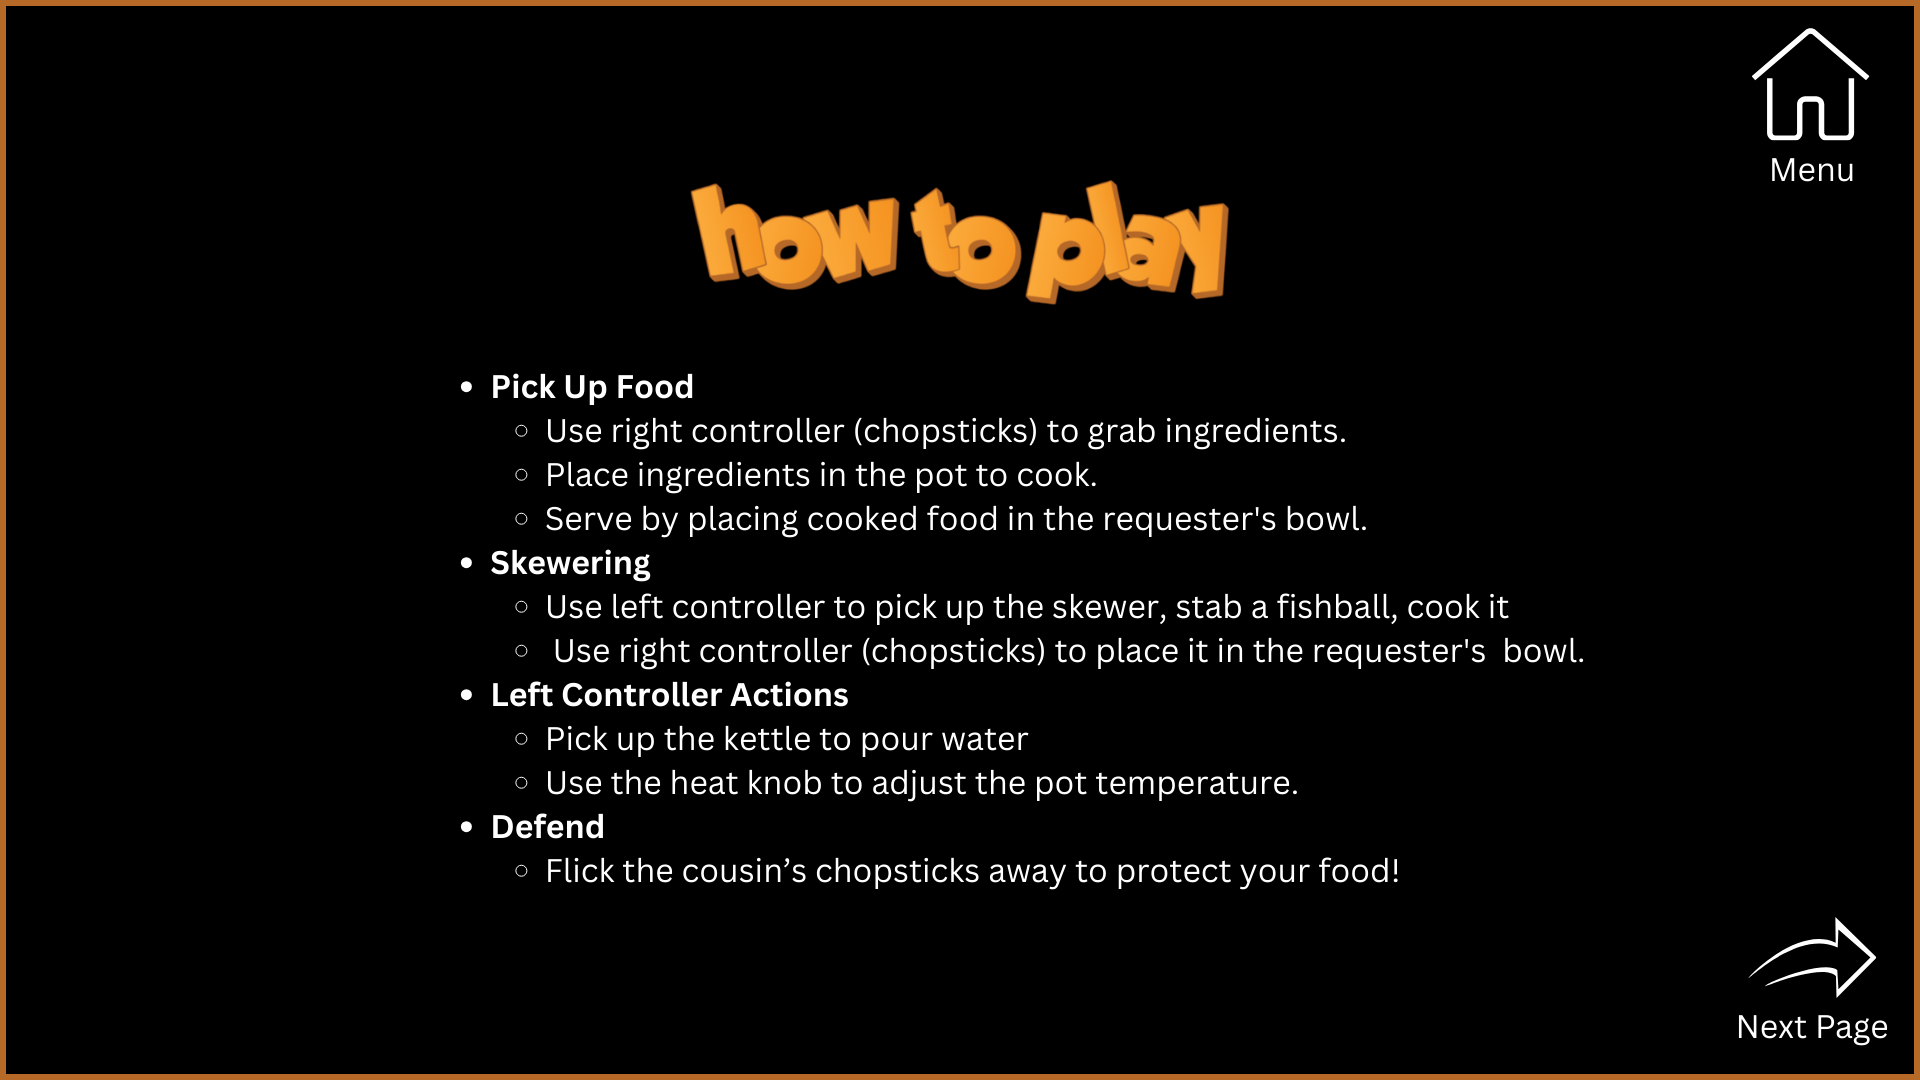 Menu
how to play
• Pick Up Food
○ Use right controller (chopsticks) to grab ingredients.
○ Place ingredients in the pot to cook.
○ Serve by placing cooked food in the requester's bowl.
• Skewering
○ Use left controller to pick up the skewer, stab a fishball, cook it
○  Use right controller (chopsticks) to place it in the requester's  bowl.
• Left Controller Actions
○ Pick up the kettle to pour water
○ Use the heat knob to adjust the pot temperature.
• Defend
○ Flick the cousin’s chopsticks away to protect your food!
Next Page